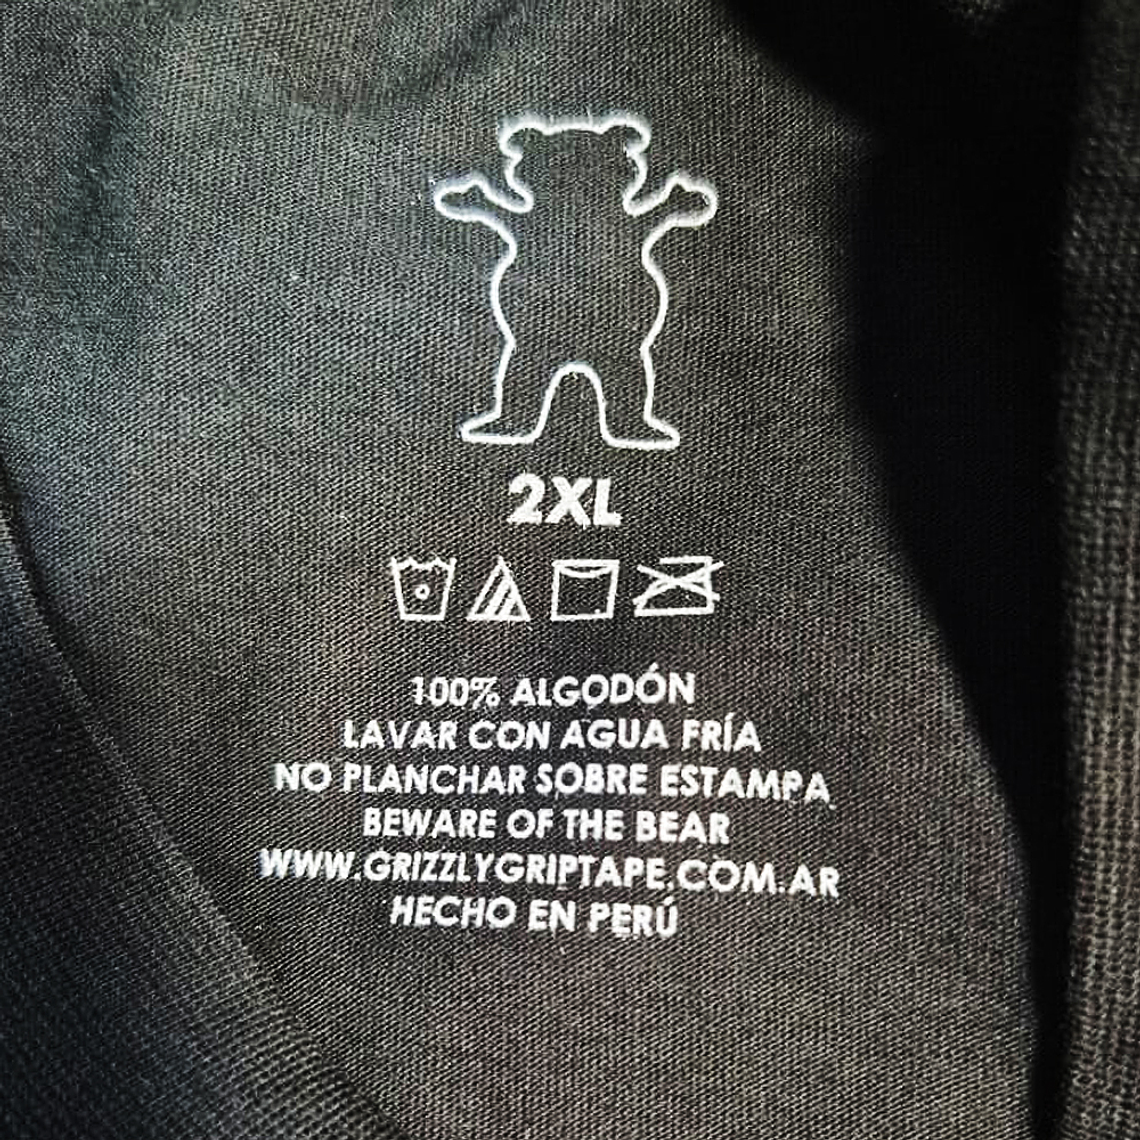 2XL
100% ALGODÓN
LAVAR CON AGUA FRÍA
NO PLANCHAR SOBRE ESTAMPA
BEWARE OF THE BEAR
WWW.GRIZZLYGRIPTAPE.COM.AR
HECHO EN PERÚ